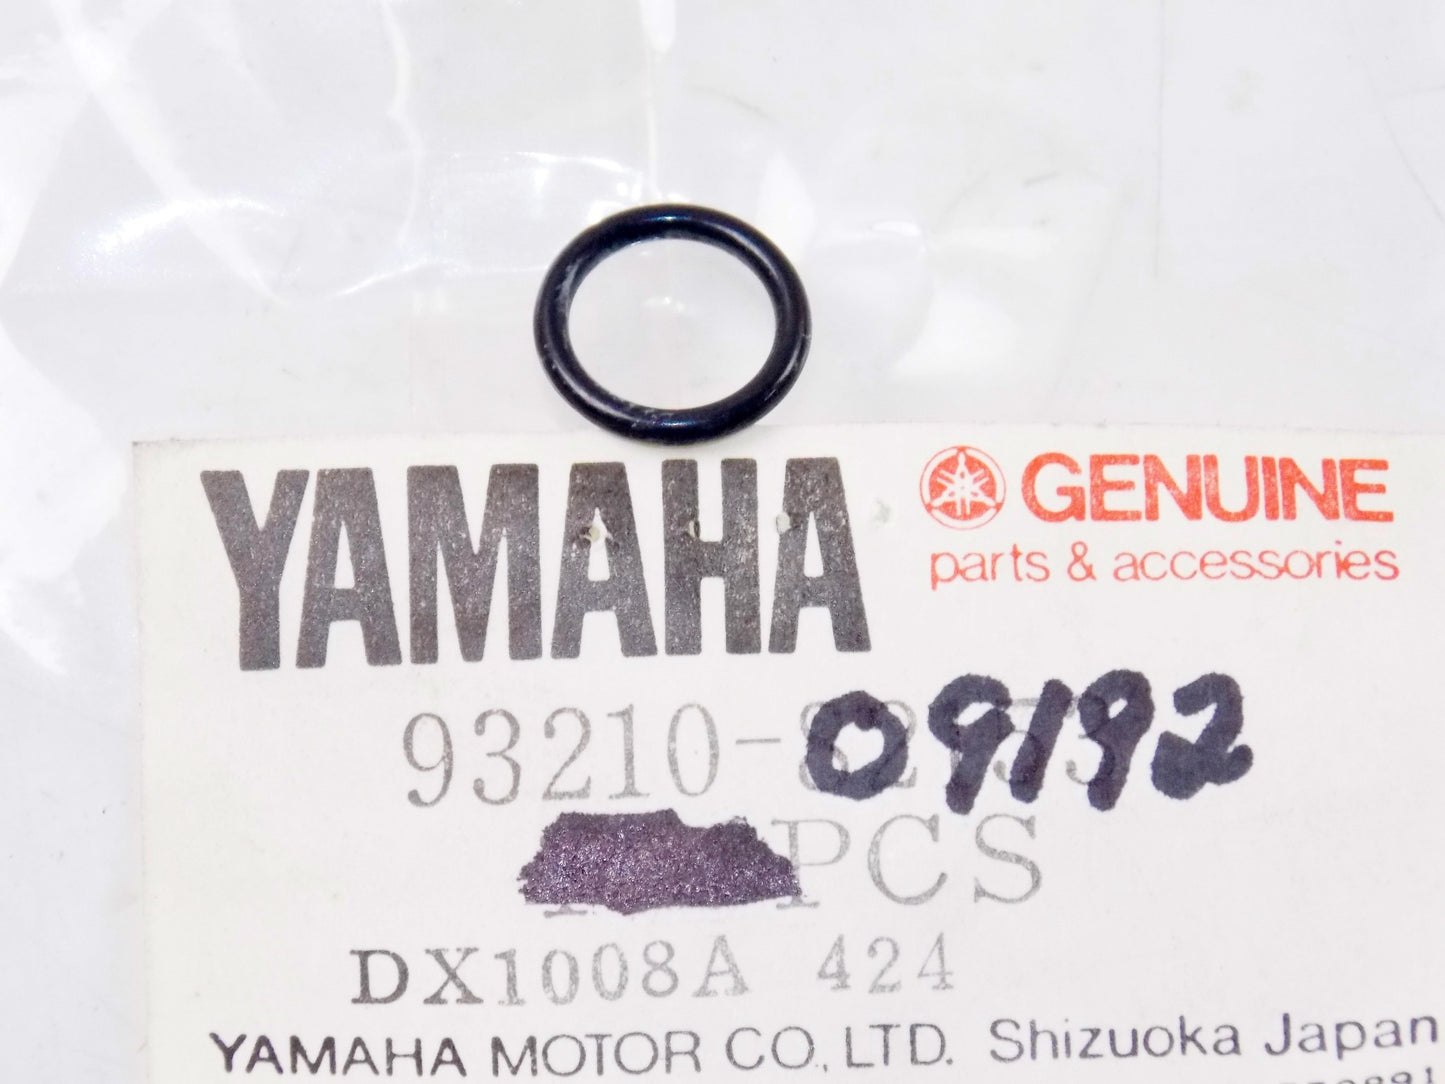 YAMAHA
GENUINE
parts & accessories
93210-09192
PCS
DX1008A 424
YAMAHA MOTOR CO., LTD. Shizuoka Japan